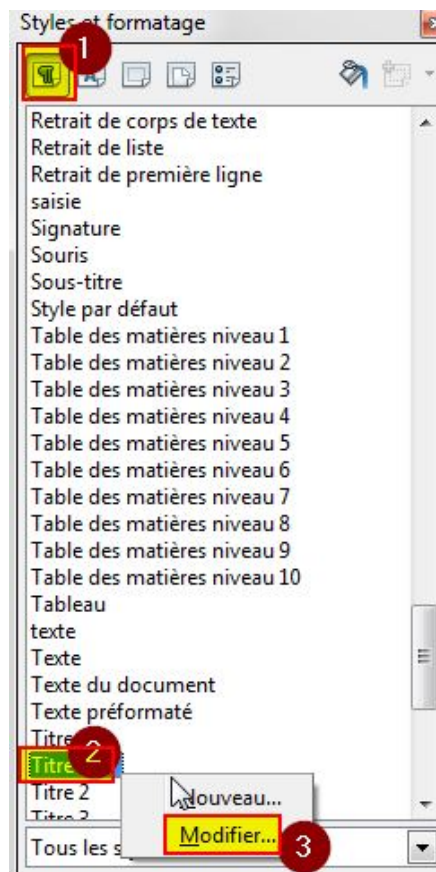 Styles et formatage
1
Retrait de corps de texte
Retrait de liste
Retrait de première ligne
saisie
Signature
Souris
Sous-titre
Style par défaut
Table des matières niveau 1
Table des matières niveau 2
Table des matières niveau 3
Table des matières niveau 4
Table des matières niveau 5
Table des matières niveau 6
Table des matières niveau 7
Table des matières niveau 8
Table des matières niveau 9
Table des matières niveau 10
Tableau
texte
Texte
Texte du document
Texte préformaté
Titre
Titre 2
Titre 2
Nouveau...
Titre 3
Modifier... 3
Tous les s